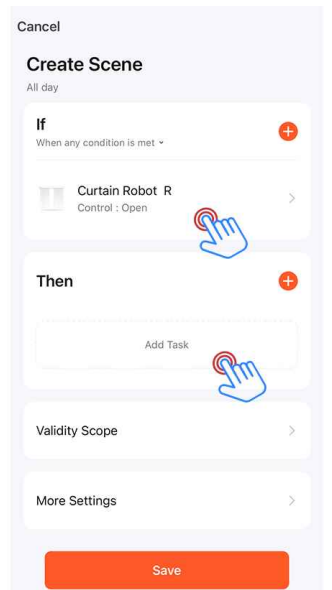 Cancel
Create Scene
All day
If
When any condition is met
Curtain Robot R
Control : Open
Then
Add Task
Validity Scope
More Settings
Save